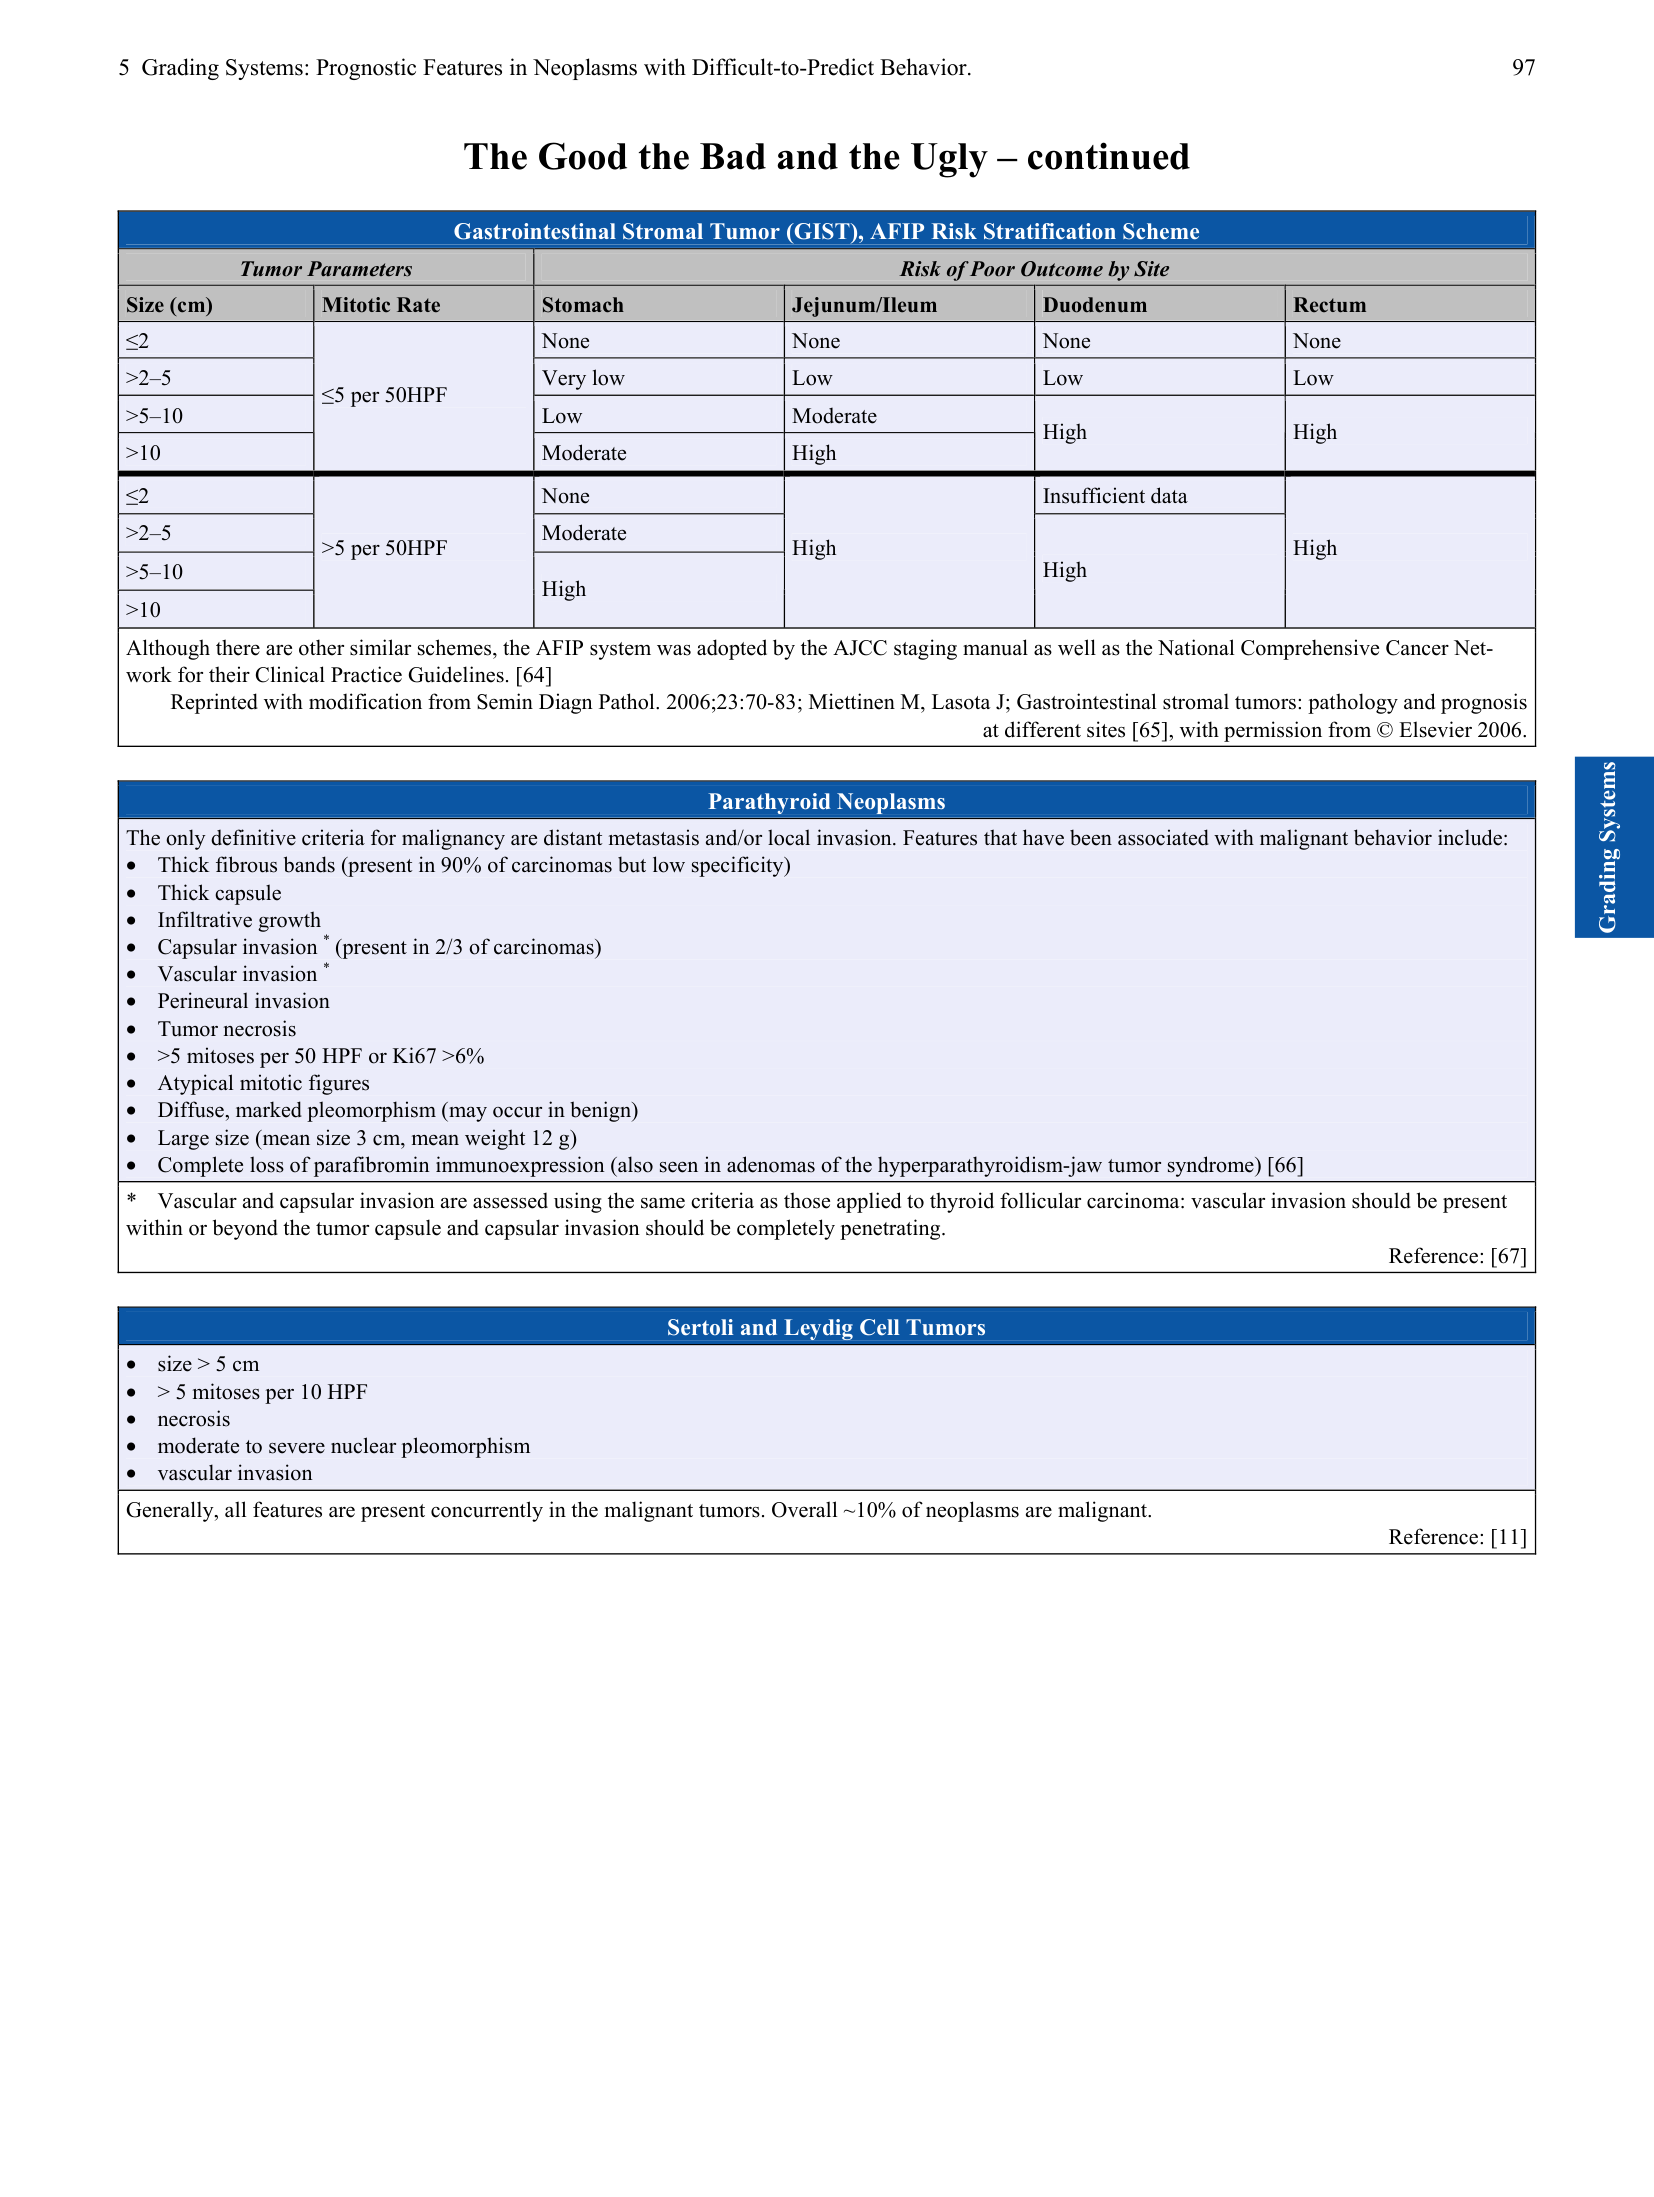 5 Grading Systems: Prognostic Features in Neoplasms with Difficult-to-Predict Behavior. 97
The Good the Bad and the Ugly – continued
Gastrointestinal Stromal Tumor (GIST), AFIP Risk Stratification Scheme
Tumor Parameters Risk of Poor Outcome by Site
Size (cm) Mitotic Rate Stomach Jejunum/Ileum Duodenum Rectum
≤2 None None None None
>2–5 Very low Low Low Low
≤5 per 50HPF
>5–10 Low Moderate
High High
>10 Moderate High
≤2 None Insufficient data
>2–5 Moderate
>5 per 50HPF High High
>5–10 High
High
>10
Although there are other similar schemes, the AFIP system was adopted by the AJCC staging manual as well as the National Comprehensive Cancer Net-
work for their Clinical Practice Guidelines. [64]
Reprinted with modification from Semin Diagn Pathol. 2006;23:70-83; Miettinen M, Lasota J; Gastrointestinal stromal tumors: pathology and prognosis
at different sites [65], with permission from © Elsevier 2006.
Grading Systems
Parathyroid Neoplasms
The only definitive criteria for malignancy are distant metastasis and/or local invasion. Features that have been associated with malignant behavior include:
• Thick fibrous bands (present in 90% of carcinomas but low specificity)
• Thick capsule
• Infiltrative growth
• Capsular invasion * (present in 2/3 of carcinomas)
• Vascular invasion *
• Perineural invasion
• Tumor necrosis
• >5 mitoses per 50 HPF or Ki67 >6%
• Atypical mitotic figures
• Diffuse, marked pleomorphism (may occur in benign)
• Large size (mean size 3 cm, mean weight 12 g)
• Complete loss of parafibromin immunoexpression (also seen in adenomas of the hyperparathyroidism-jaw tumor syndrome) [66]
* Vascular and capsular invasion are assessed using the same criteria as those applied to thyroid follicular carcinoma: vascular invasion should be present
within or beyond the tumor capsule and capsular invasion should be completely penetrating.
Reference: [67]
Sertoli and Leydig Cell Tumors
• size > 5 cm
• > 5 mitoses per 10 HPF
• necrosis
• moderate to severe nuclear pleomorphism
• vascular invasion
Generally, all features are present concurrently in the malignant tumors. Overall ~10% of neoplasms are malignant.
Reference: [11]